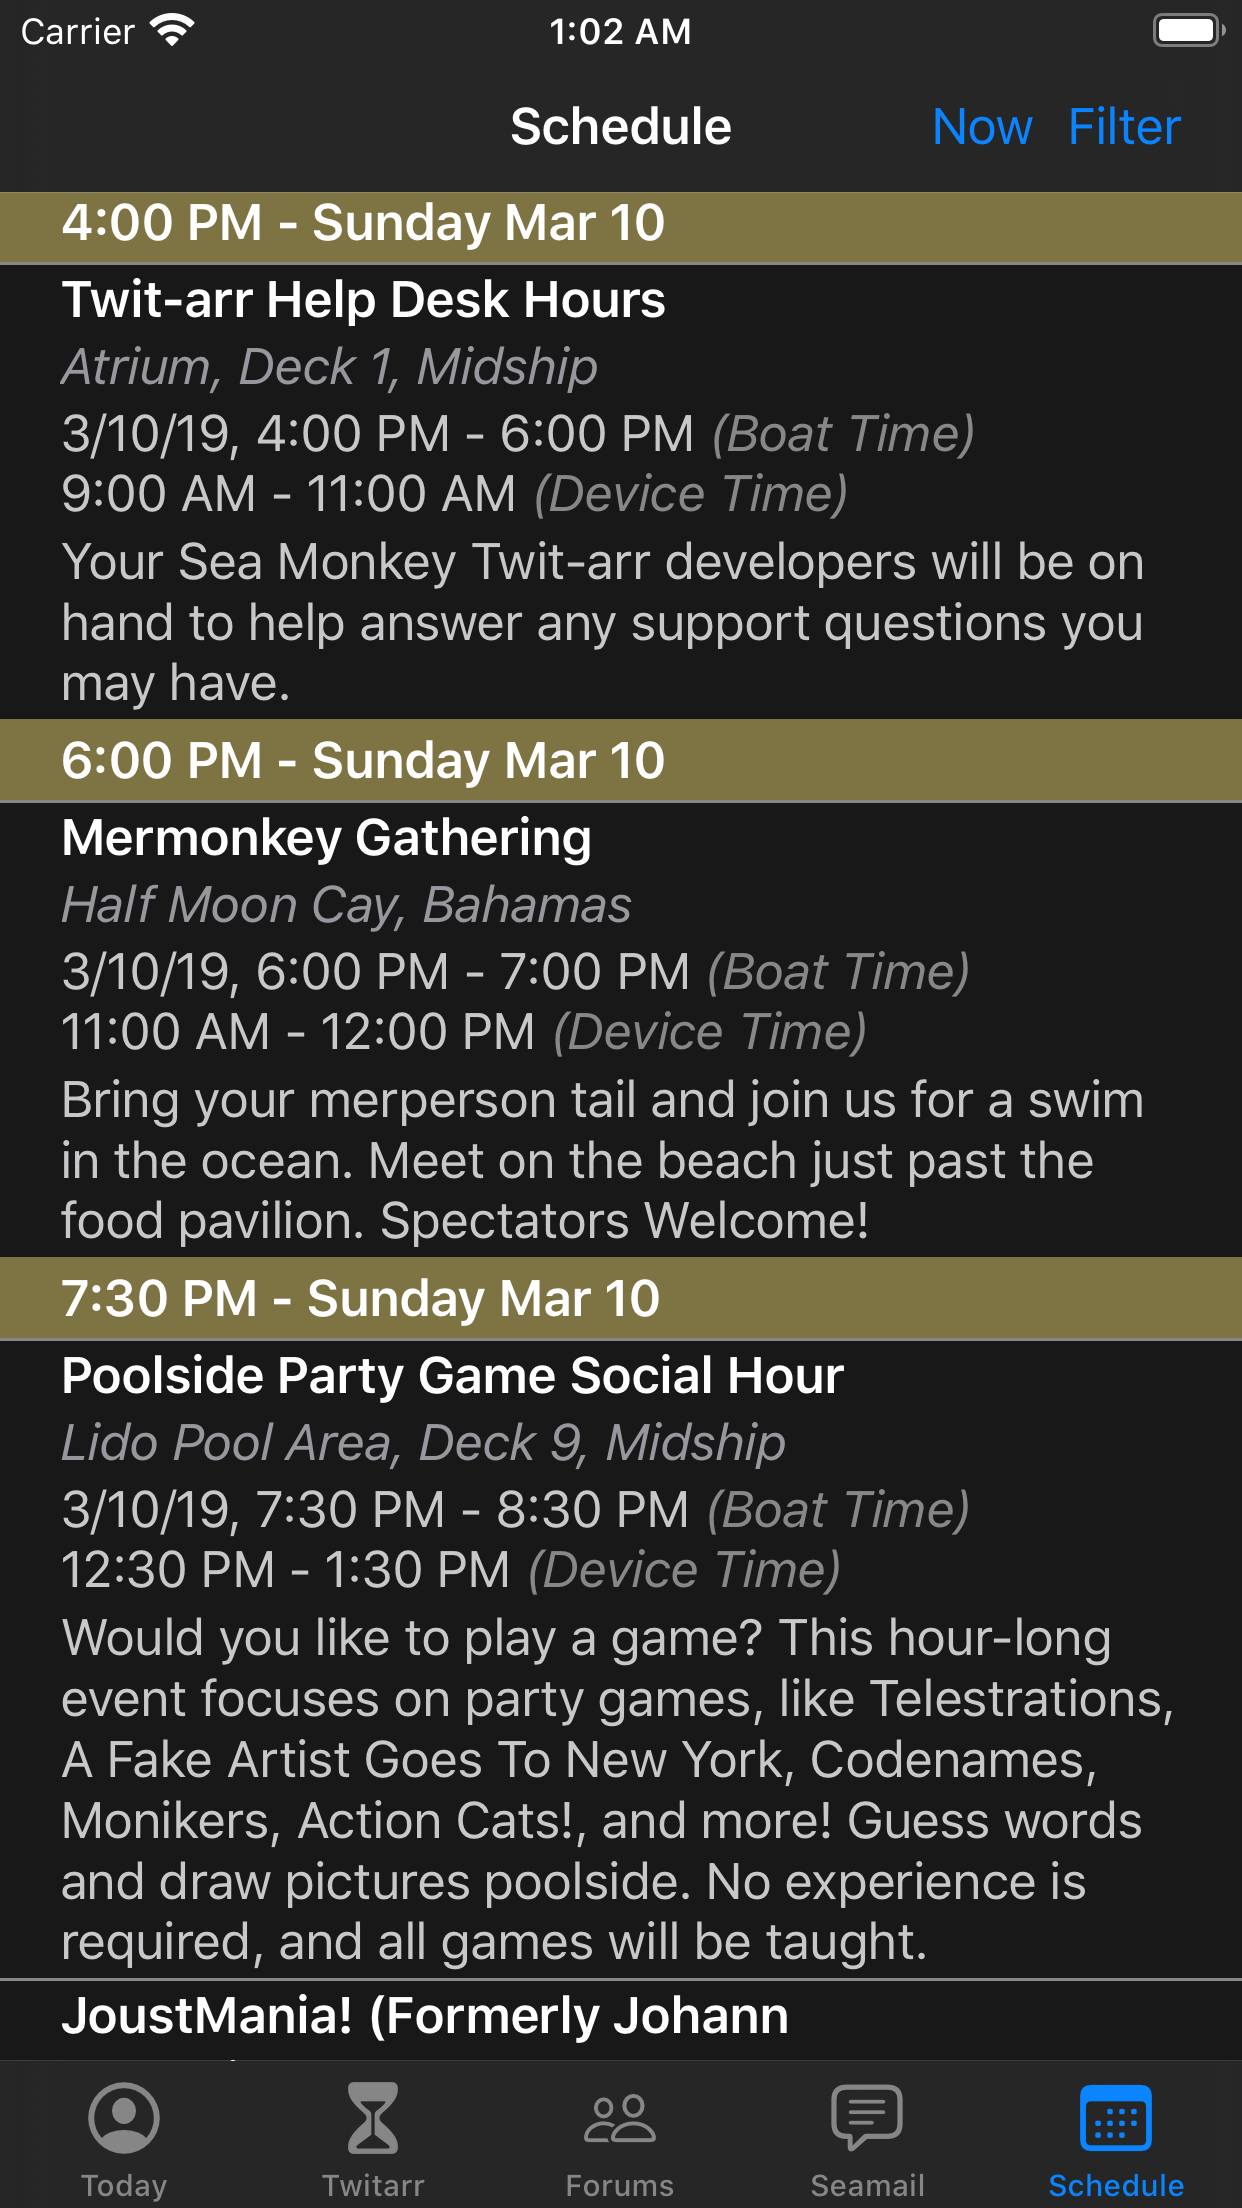 Carrier 1:02 AM
Schedule Now Filter
4:00 PM - Sunday Mar 10
Twit-arr Help Desk Hours
Atrium, Deck 1, Midship
3/10/19, 4:00 PM - 6:00 PM (Boat Time)
9:00 AM - 11:00 AM (Device Time)
Your Sea Monkey Twit-arr developers will be on
hand to help answer any support questions you
may have.
6:00 PM - Sunday Mar 10
Mermonkey Gathering
Half Moon Cay, Bahamas
3/10/19, 6:00 PM - 7:00 PM (Boat Time)
11:00 AM - 12:00 PM (Device Time)
Bring your merperson tail and join us for a swim
in the ocean. Meet on the beach just past the
food pavilion. Spectators Welcome!
7:30 PM - Sunday Mar 10
Poolside Party Game Social Hour
Lido Pool Area, Deck 9, Midship
3/10/19, 7:30 PM - 8:30 PM (Boat Time)
12:30 PM - 1:30 PM (Device Time)
Would you like to play a game? This hour-long
event focuses on party games, like Telestrations,
A Fake Artist Goes To New York, Codenames,
Monikers, Action Cats!, and more! Guess words
and draw pictures poolside. No experience is
required, and all games will be taught.
JoustMania! (Formerly Johann
Today Twitarr Forums Seamail Schedule